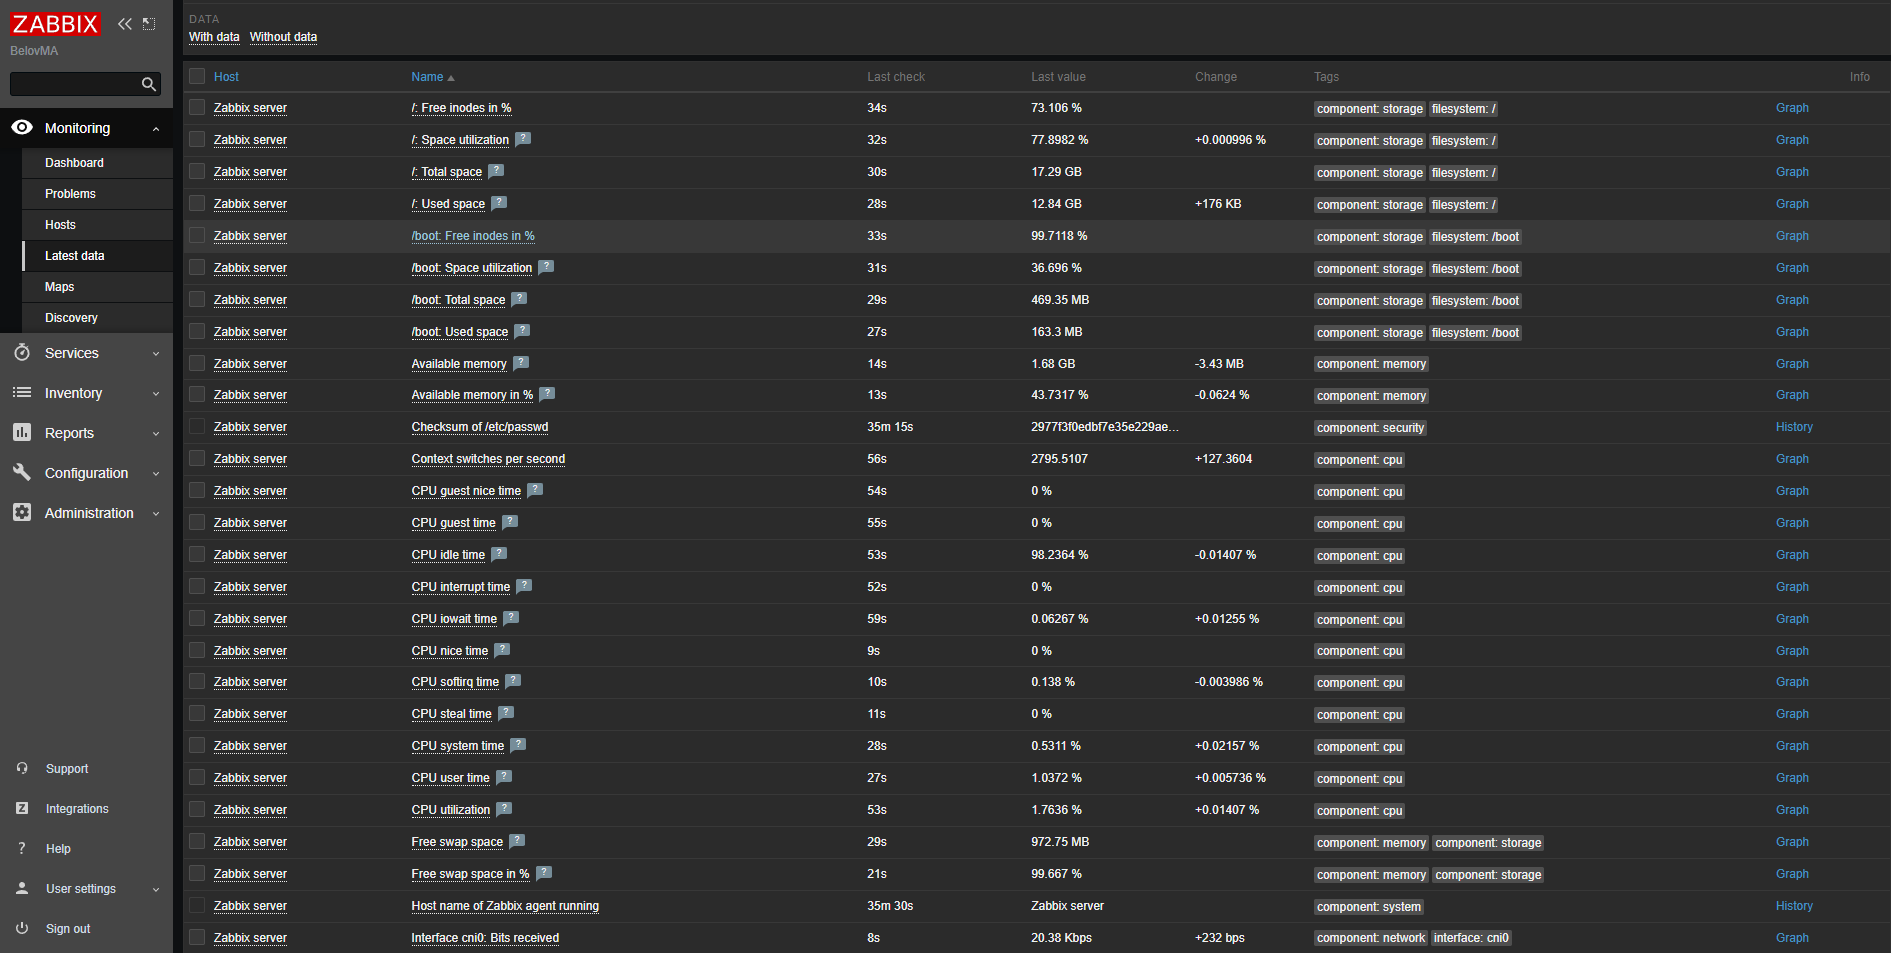 ZABBIX
BelovMA
Monitoring
Dashboard
Problems
Hosts
Latest data
Maps
Discovery
Services
Inventory
Reports
Configuration
Administration
Support
Z Integrations
? Help
User settings
Sign out
DATA
With data Without data
Host Name Last check Last value Change Tags Info
Zabbix server /: Free inodes in % 34s 73.106 % component: storage filesystem: / Graph
Zabbix server /: Space utilization ? 32s 77.8982 % +0.000996 % component: storage filesystem: / Graph
Zabbix server /: Total space ? 30s 17.29 GB component: storage filesystem: / Graph
Zabbix server /: Used space ? 28s 12.84 GB +176 KB component: storage filesystem: / Graph
Zabbix server /boot: Free inodes in % 33s 99.7118 % component: storage filesystem: /boot Graph
Zabbix server /boot: Space utilization ? 31s 36.696 % component: storage filesystem: /boot Graph
Zabbix server /boot: Total space ? 29s 469.35 MB component: storage filesystem: /boot Graph
Zabbix server /boot: Used space ? 27s 163.3 MB component: storage filesystem: /boot Graph
Zabbix server Available memory ? 14s 1.68 GB -3.43 MB component: memory Graph
Zabbix server Available memory in % ? 13s 43.7317 % -0.0624 % component: memory Graph
Zabbix server Checksum of /etc/passwd 35m 15s 2977f3f0edbf7e35e229ae... component: security History
Zabbix server Context switches per second 56s 2795.5107 +127.3604 component: cpu Graph
Zabbix server CPU guest nice time ? 54s 0 % component: cpu Graph
Zabbix server CPU guest time ? 55s 0 % component: cpu Graph
Zabbix server CPU idle time ? 53s 98.2364 % -0.01407 % component: cpu Graph
Zabbix server CPU interrupt time ? 52s 0 % component: cpu Graph
Zabbix server CPU iowait time ? 59s 0.06267 % +0.01255 % component: cpu Graph
Zabbix server CPU nice time ? 9s 0 % component: cpu Graph
Zabbix server CPU softirq time ? 10s 0.138 % -0.003986 % component: cpu Graph
Zabbix server CPU steal time ? 11s 0 % component: cpu Graph
Zabbix server CPU system time ? 28s 0.5311 % +0.02157 % component: cpu Graph
Zabbix server CPU user time ? 27s 1.0372 % +0.005736 % component: cpu Graph
Zabbix server CPU utilization ? 53s 1.7636 % +0.01407 % component: cpu Graph
Zabbix server Free swap space ? 29s 972.75 MB component: memory component: storage Graph
Zabbix server Free swap space in % ? 21s 99.667 % component: memory component: storage Graph
Zabbix server Host name of Zabbix agent running 35m 30s Zabbix server component: system History
Zabbix server Interface cni0: Bits received 8s 20.38 Kbps +232 bps component: network interface: cni0 Graph